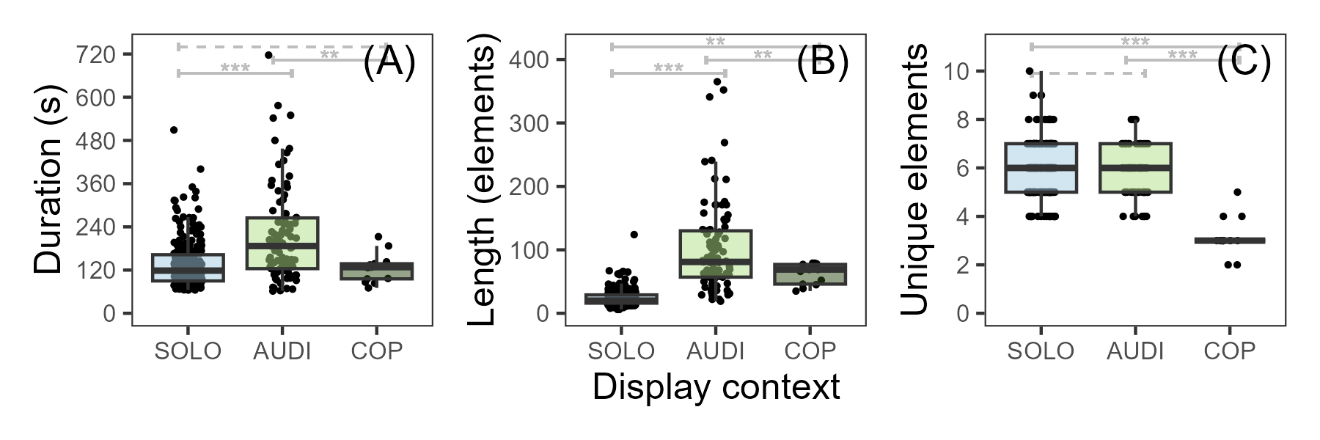 Duration (s)
720
600
480
360
240
120
0
***
**
(A)
SOLO AUDI COP
Length (elements)
400
300
200
100
0
**
**
***
(B)
SOLO AUDI COP
Display context
Unique elements
10
8
6
4
2
0
***
***
(C)
SOLO AUDI COP